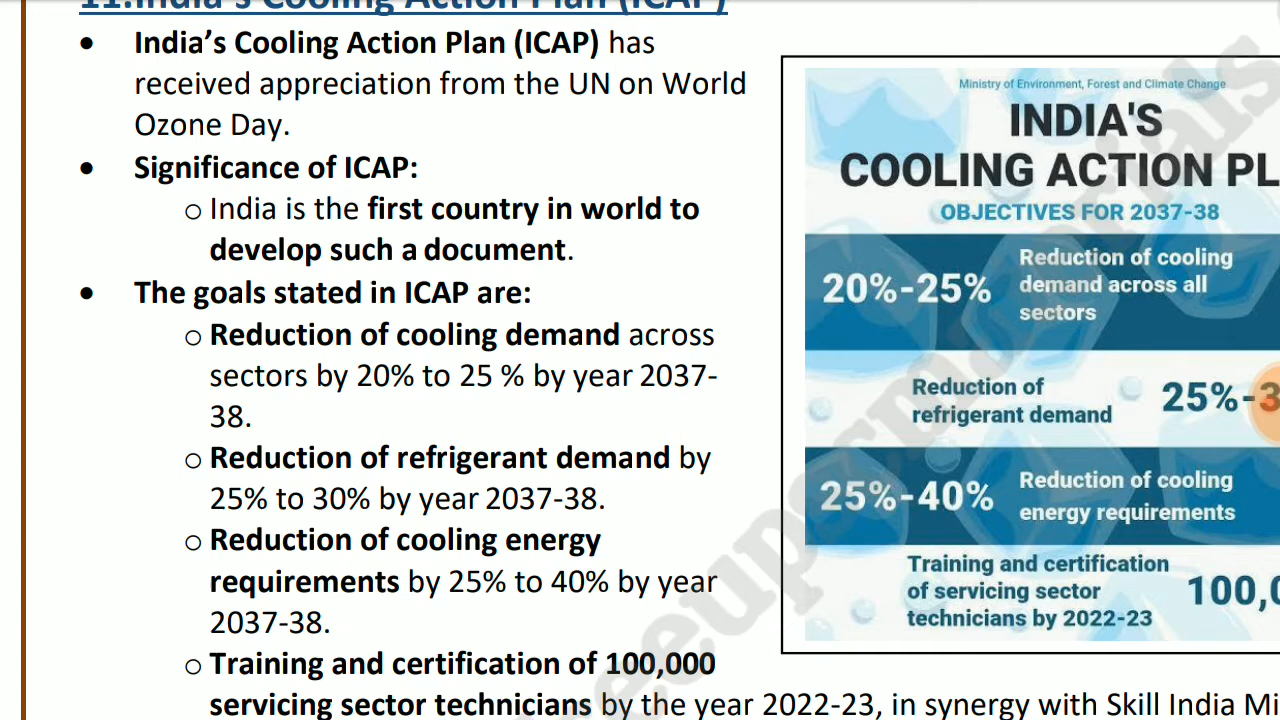 11.India's Cooling Action Plan (ICAP)
• India's Cooling Action Plan (ICAP) has
received appreciation from the UN on World
Ozone Day.
• Significance of ICAP:
o India is the first country in world to
develop such a document.
• The goals stated in ICAP are:
o Reduction of cooling demand across
sectors by 20% to 25 % by year 2037-
38.
o Reduction of refrigerant demand by
25% to 30% by year 2037-38.
o Reduction of cooling energy
requirements by 25% to 40% by year
2037-38.
o Training and certification of 100,000
servicing sector technicians by the year 2022-23, in synergy with Skill India Mi
Ministry of Environment, Forest and Climate Change
INDIA'S
COOLING ACTION PL
OBJECTIVES FOR 2037-38
20%-25%
Reduction of cooling
demand across all
sectors
Reduction of
refrigerant demand
25%-3
25%-40%
Reduction of cooling
energy requirements
Training and certification
of servicing sector
technicians by 2022-23
100,0